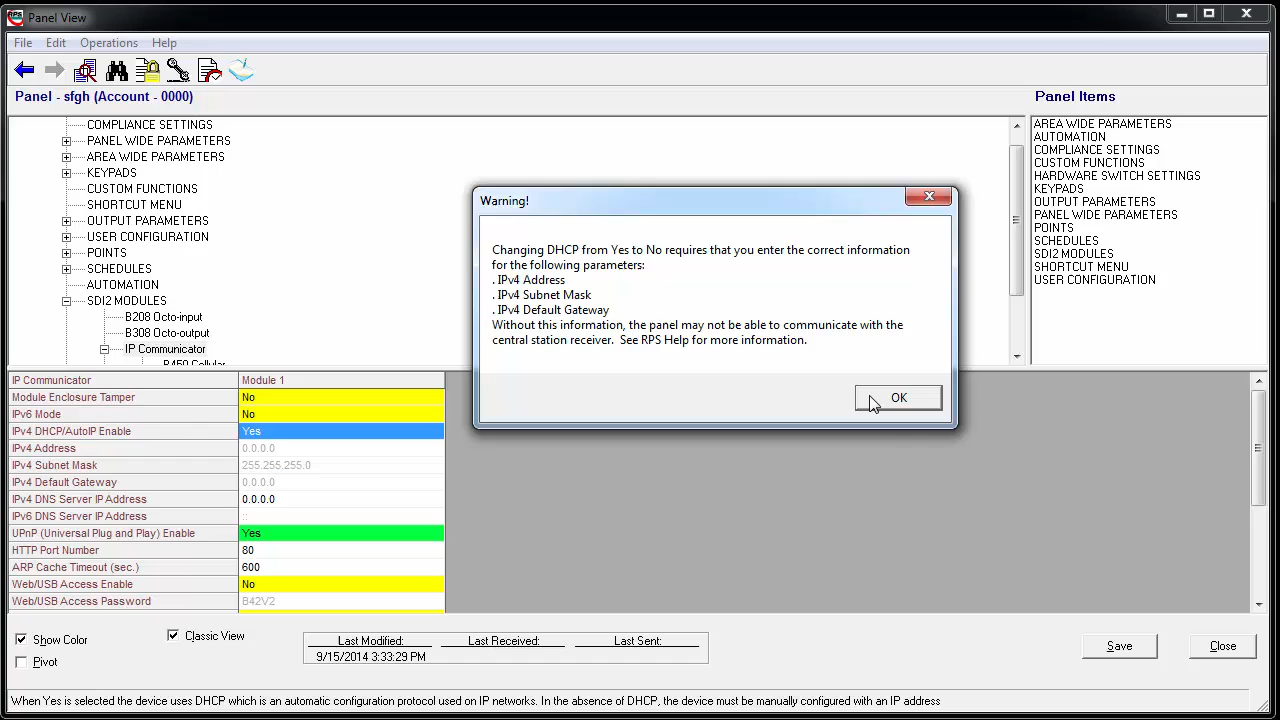 RPS Panel View
File Edit Operations Help
Panel - sfgh (Account - 0000)
COMPLIANCE SETTINGS
PANEL WIDE PARAMETERS
AREA WIDE PARAMETERS
KEYPADS
CUSTOM FUNCTIONS
SHORTCUT MENU
OUTPUT PARAMETERS
USER CONFIGURATION
POINTS
SCHEDULES
AUTOMATION
SDI2 MODULES
B208 Octo-input
B308 Octo-output
IP Communicator
B450 Cellular
Panel Items
AREA WIDE PARAMETERS
AUTOMATION
COMPLIANCE SETTINGS
CUSTOM FUNCTIONS
HARDWARE SWITCH SETTINGS
KEYPADS
OUTPUT PARAMETERS
PANEL WIDE PARAMETERS
POINTS
SCHEDULES
SDI2 MODULES
SHORTCUT MENU
USER CONFIGURATION
Warning!
Changing DHCP from Yes to No requires that you enter the correct information
for the following parameters:
. IPv4 Address
. IPv4 Subnet Mask
. IPv4 Default Gateway
Without this information, the panel may not be able to communicate with the
central station receiver.  See RPS Help for more information.
OK
IP Communicator Module 1
Module Enclosure Tamper No
IPv6 Mode No
IPv4 DHCP/AutoIP Enable Yes
IPv4 Address 0.0.0.0
IPv4 Subnet Mask 255.255.255.0
IPv4 Default Gateway 0.0.0.0
IPv4 DNS Server IP Address 0.0.0.0
IPv6 DNS Server IP Address ::
UPnP (Universal Plug and Play) Enable Yes
HTTP Port Number 80
ARP Cache Timeout (sec.) 600
Web/USB Access Enable No
Web/USB Access Password B42V2
Show Color Classic View
Pivot
Last Modified: Last Received: Last Sent:
9/15/2014 3:33:29 PM
Save Close
When Yes is selected the device uses DHCP which is an automatic configuration protocol used on IP networks. In the absence of DHCP, the device must be manually configured with an IP address